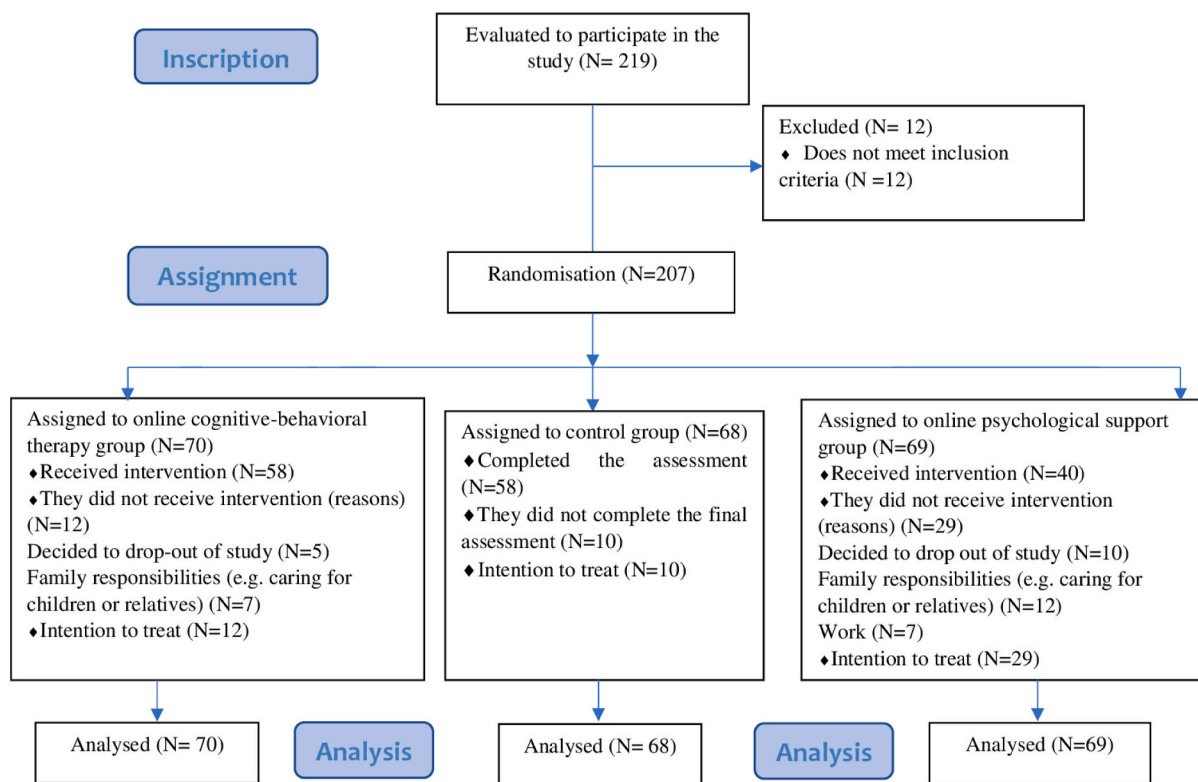 Inscription
Evaluated to participate in the
study (N= 219)
Excluded (N= 12)
♦ Does not meet inclusion
criteria (N =12)
Assignment
Randomisation (N=207)
Assigned to online cognitive-behavioral
therapy group (N=70)
♦Received intervention (N=58)
♦They did not receive intervention (reasons)
(N=12)
Decided to drop-out of study (N=5)
Family responsibilities (e.g. caring for
children or relatives) (N=7)
♦Intention to treat (N=12)
Assigned to control group (N=68)
♦Completed the assessment
(N=58)
♦They did not complete the final
assessment (N=10)
♦Intention to treat (N=10)
Assigned to online psychological support
group (N=69)
♦Received intervention (N=40)
♦They did not receive intervention
(reasons) (N=29)
Decided to drop out of study (N=10)
Family responsibilities (e.g. caring for
children or relatives) (N=12)
Work (N=7)
♦Intention to treat (N=29)
Analysed (N= 70)
Analysis
Analysed (N= 68)
Analysis
Analysed (N=69)